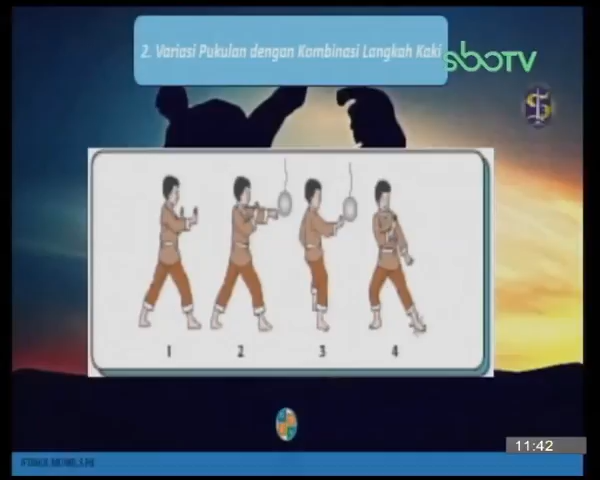 2. Variasi Pukulan dengan Kombinasi Langkah Kaki
sboTV
1 2 3 4
11:42